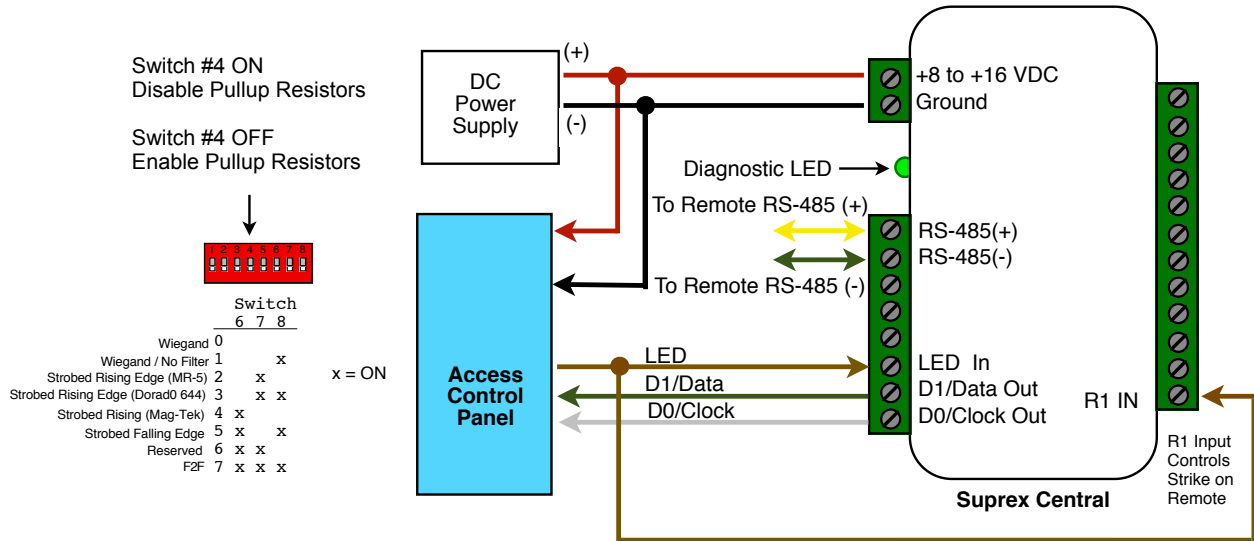 Switch #4 ON
Disable Pullup Resistors
Switch #4 OFF
Enable Pullup Resistors
1 2 3 4 5 6 7 8
Switch
6 7 8
Wiegand 0
Wiegand / No Filter 1 x
Strobed Rising Edge (MR-5) 2 x
Strobed Rising Edge (Dorad0 644) 3 x x
Strobed Rising (Mag-Tek) 4 x
Strobed Falling Edge 5 x x
Reserved 6 x x
F2F 7 x x x
x = ON
DC
Power
Supply
(+)
(-)
+8 to +16 VDC
Ground
Diagnostic LED
To Remote RS-485 (+)
RS-485(+)
RS-485(-)
To Remote RS-485 (-)
Access
Control
Panel
LED
D1/Data
D0/Clock
LED In
D1/Data Out
D0/Clock Out
R1 IN
R1 Input
Controls
Strike on
Remote
Suprex Central